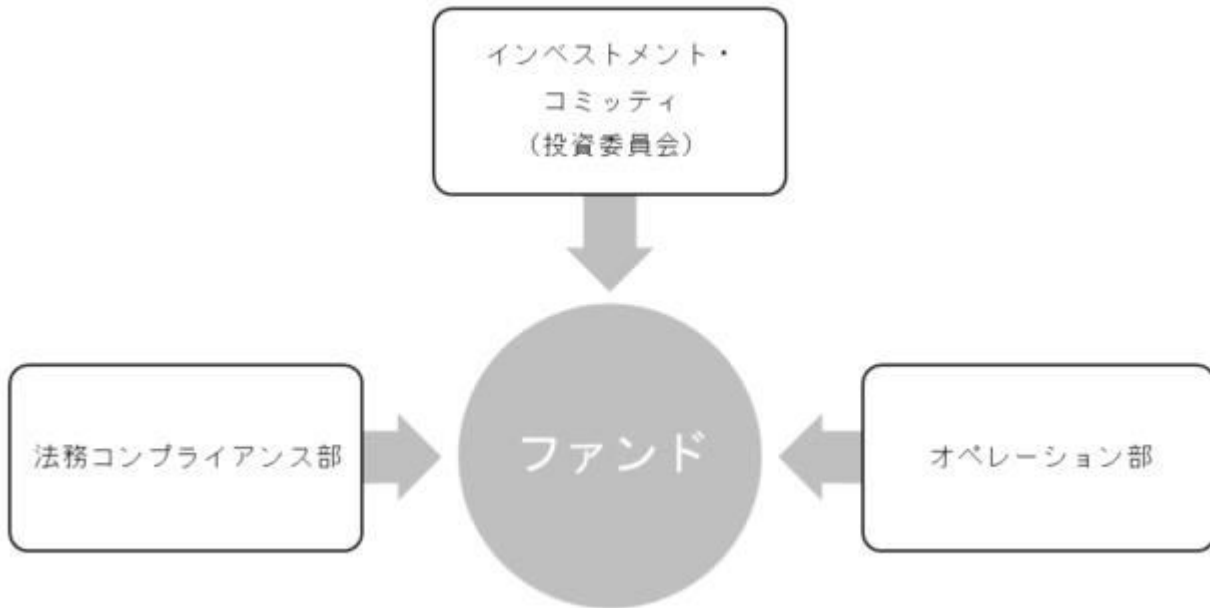 インベストメント・
コミッティ
（投資委員会）
法務コンプライアンス部
ファンド
オペレーション部